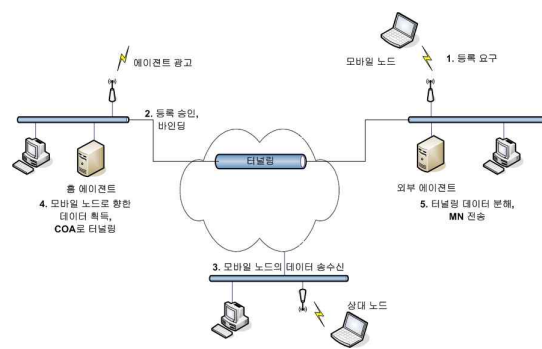 에이젼트 광고
모바일 노드
1. 등록 요구
2. 등록 승인,
바인딩
터널링
홈 에이젼트
4. 모바일 노드로 향한
데이터 획득,
COA로 터널링
외부 에이젼트
5. 터널링 데이터 분해,
MN 전송
3. 모바일 노드의 데이터 송수신
상대 노드